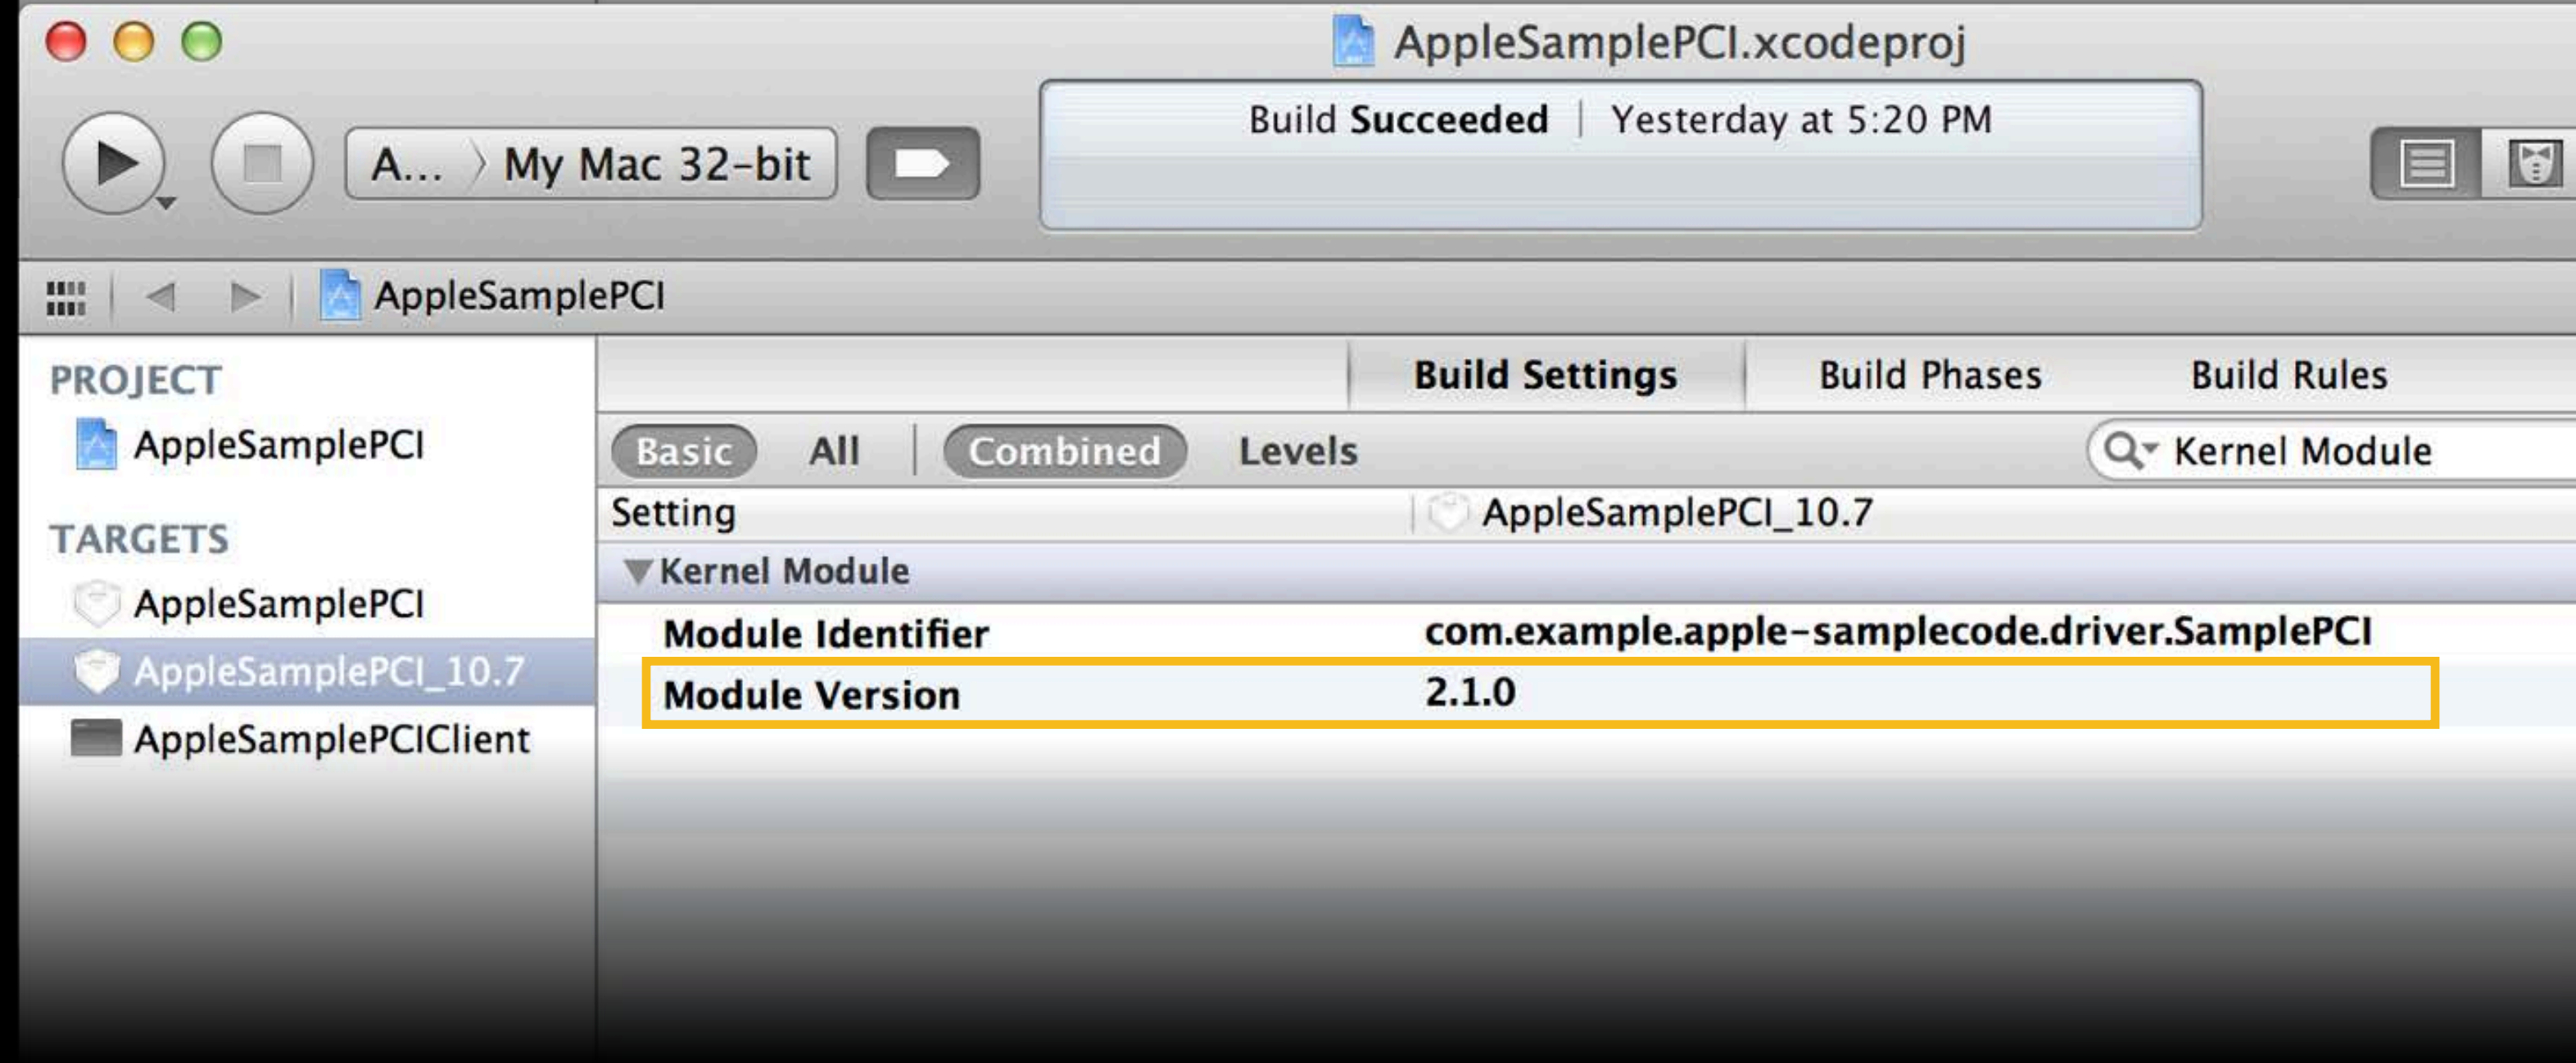 AppleSamplePCI.xcodeproj
Build Succeeded | Yesterday at 5:20 PM
A... 〉 My Mac 32-bit
AppleSamplePCI
PROJECT
AppleSamplePCI
TARGETS
AppleSamplePCI
AppleSamplePCI_10.7
AppleSamplePCIClient
Build Settings Build Phases Build Rules
Basic All | Combined Levels Kernel Module
Setting AppleSamplePCI_10.7
Kernel Module
Module Identifier com.example.apple-samplecode.driver.SamplePCI
Module Version 2.1.0